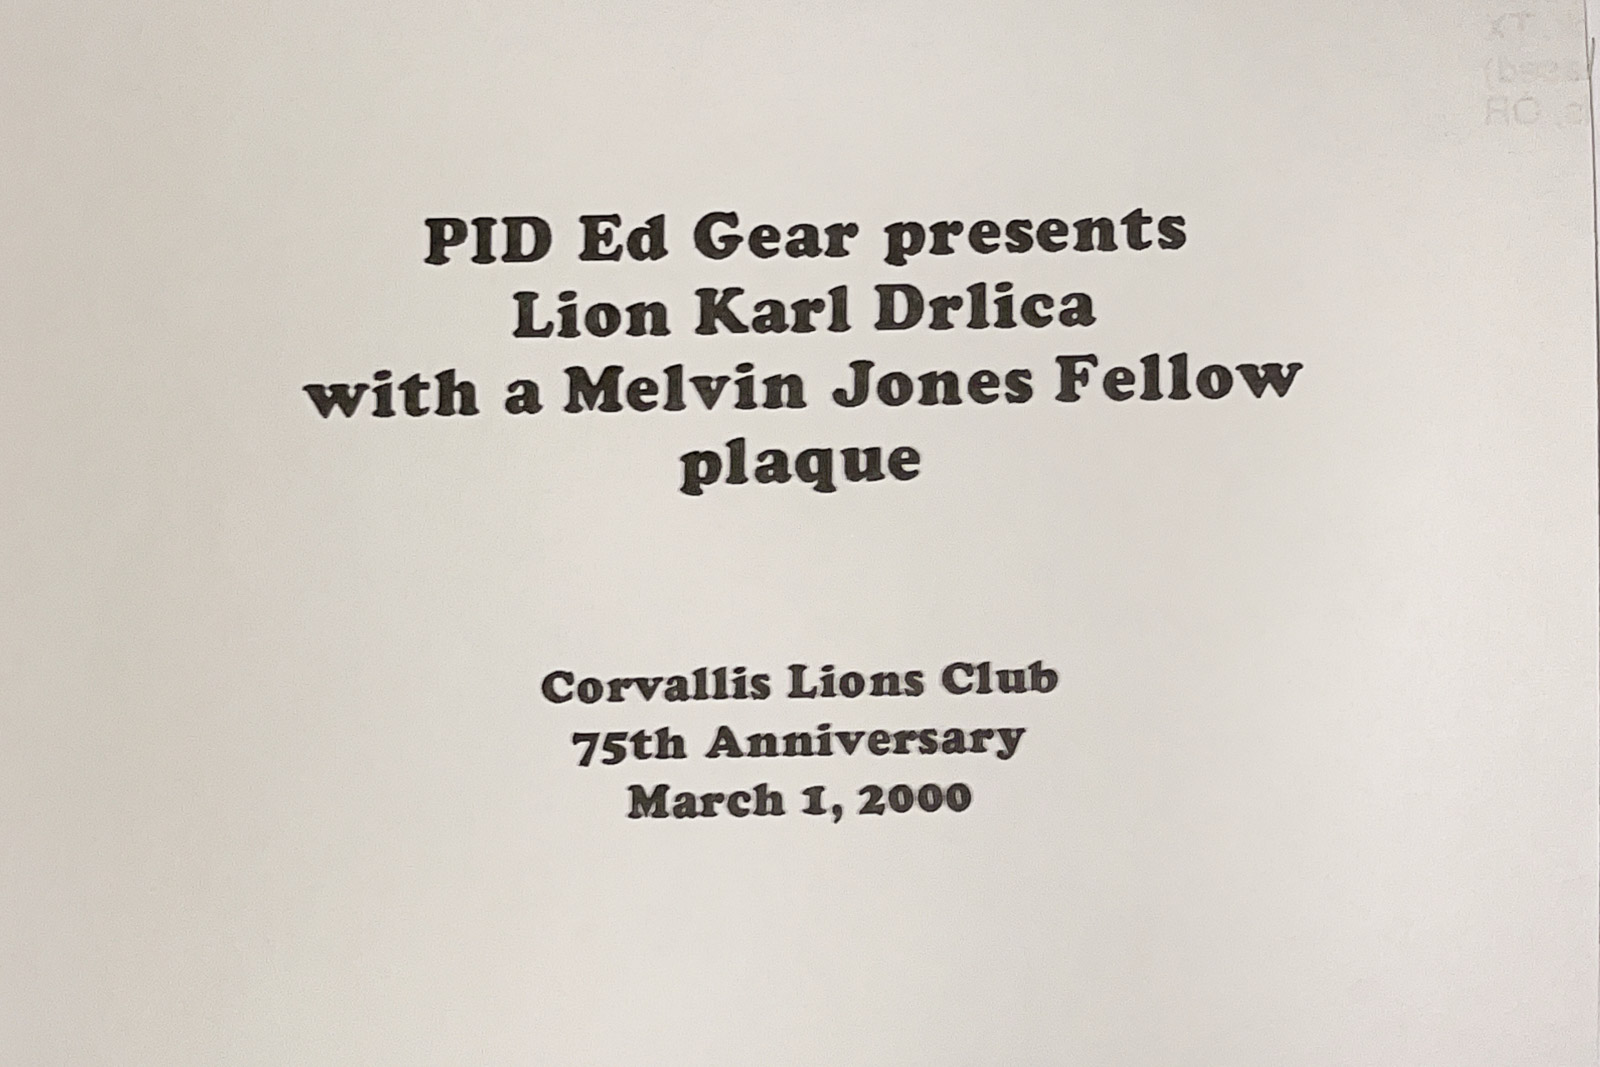 PID Ed Gear presents
Lion Karl Drlica
with a Melvin Jones Fellow
plaque
Corvallis Lions Club
75th Anniversary
March 1, 2000